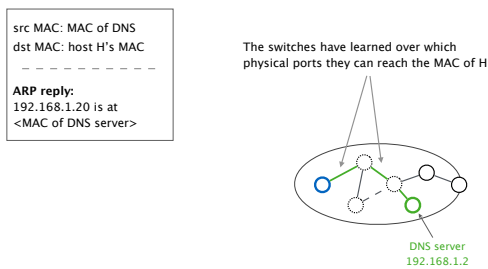 src MAC: MAC of DNS
dst MAC: host H's MAC
ARP reply:
192.168.1.20 is at
<MAC of DNS server>
The switches have learned over which
physical ports they can reach the MAC of H
DNS server
192.168.1.2